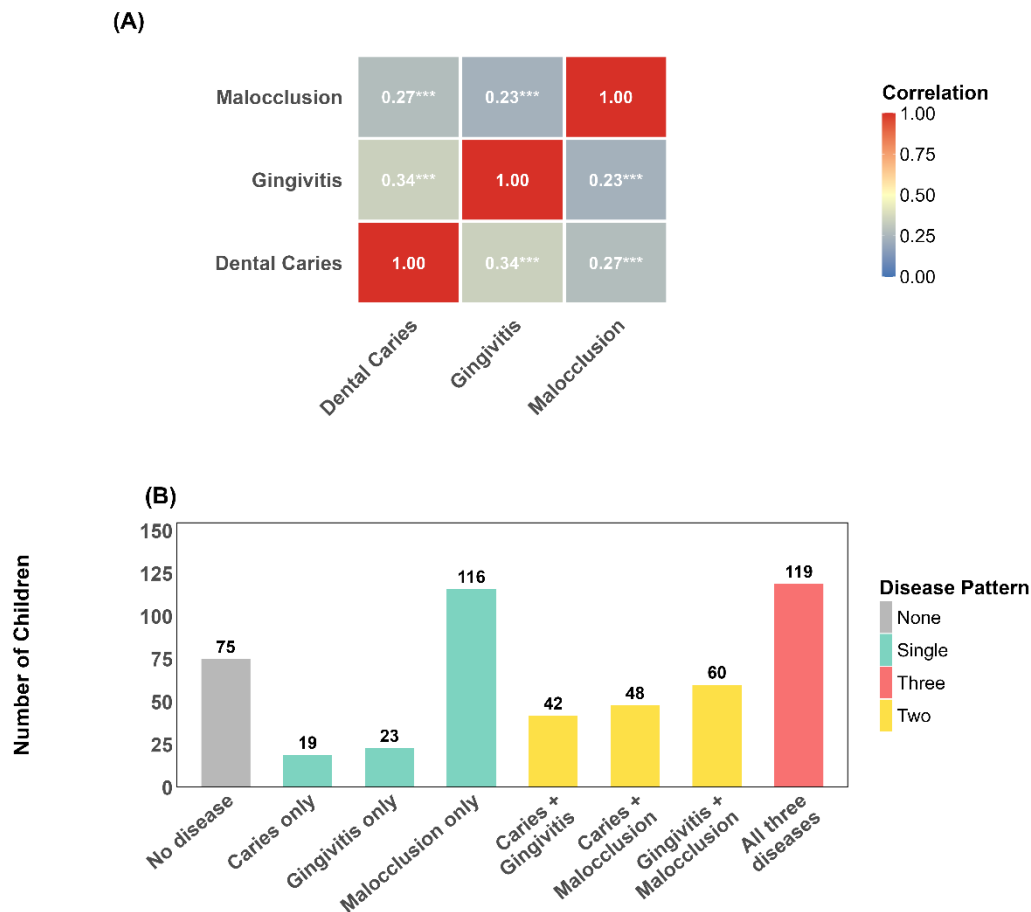 (A)
Malocclusion
0.27***
0.23***
1.00
Gingivitis
0.34***
1.00
0.23***
Dental Caries
1.00
0.34***
0.27***
Dental Caries
Gingivitis
Malocclusion
Correlation
1.00
0.75
0.50
0.25
0.00
(B)
Number of Children
150
125
100
75
50
25
0
75
19
23
116
42
48
60
119
No disease
Caries only
Gingivitis only
Malocclusion only
Caries +
Gingivitis
Caries +
Malocclusion
Gingivitis +
Malocclusion
All three
diseases
Disease Pattern
None
Single
Three
Two